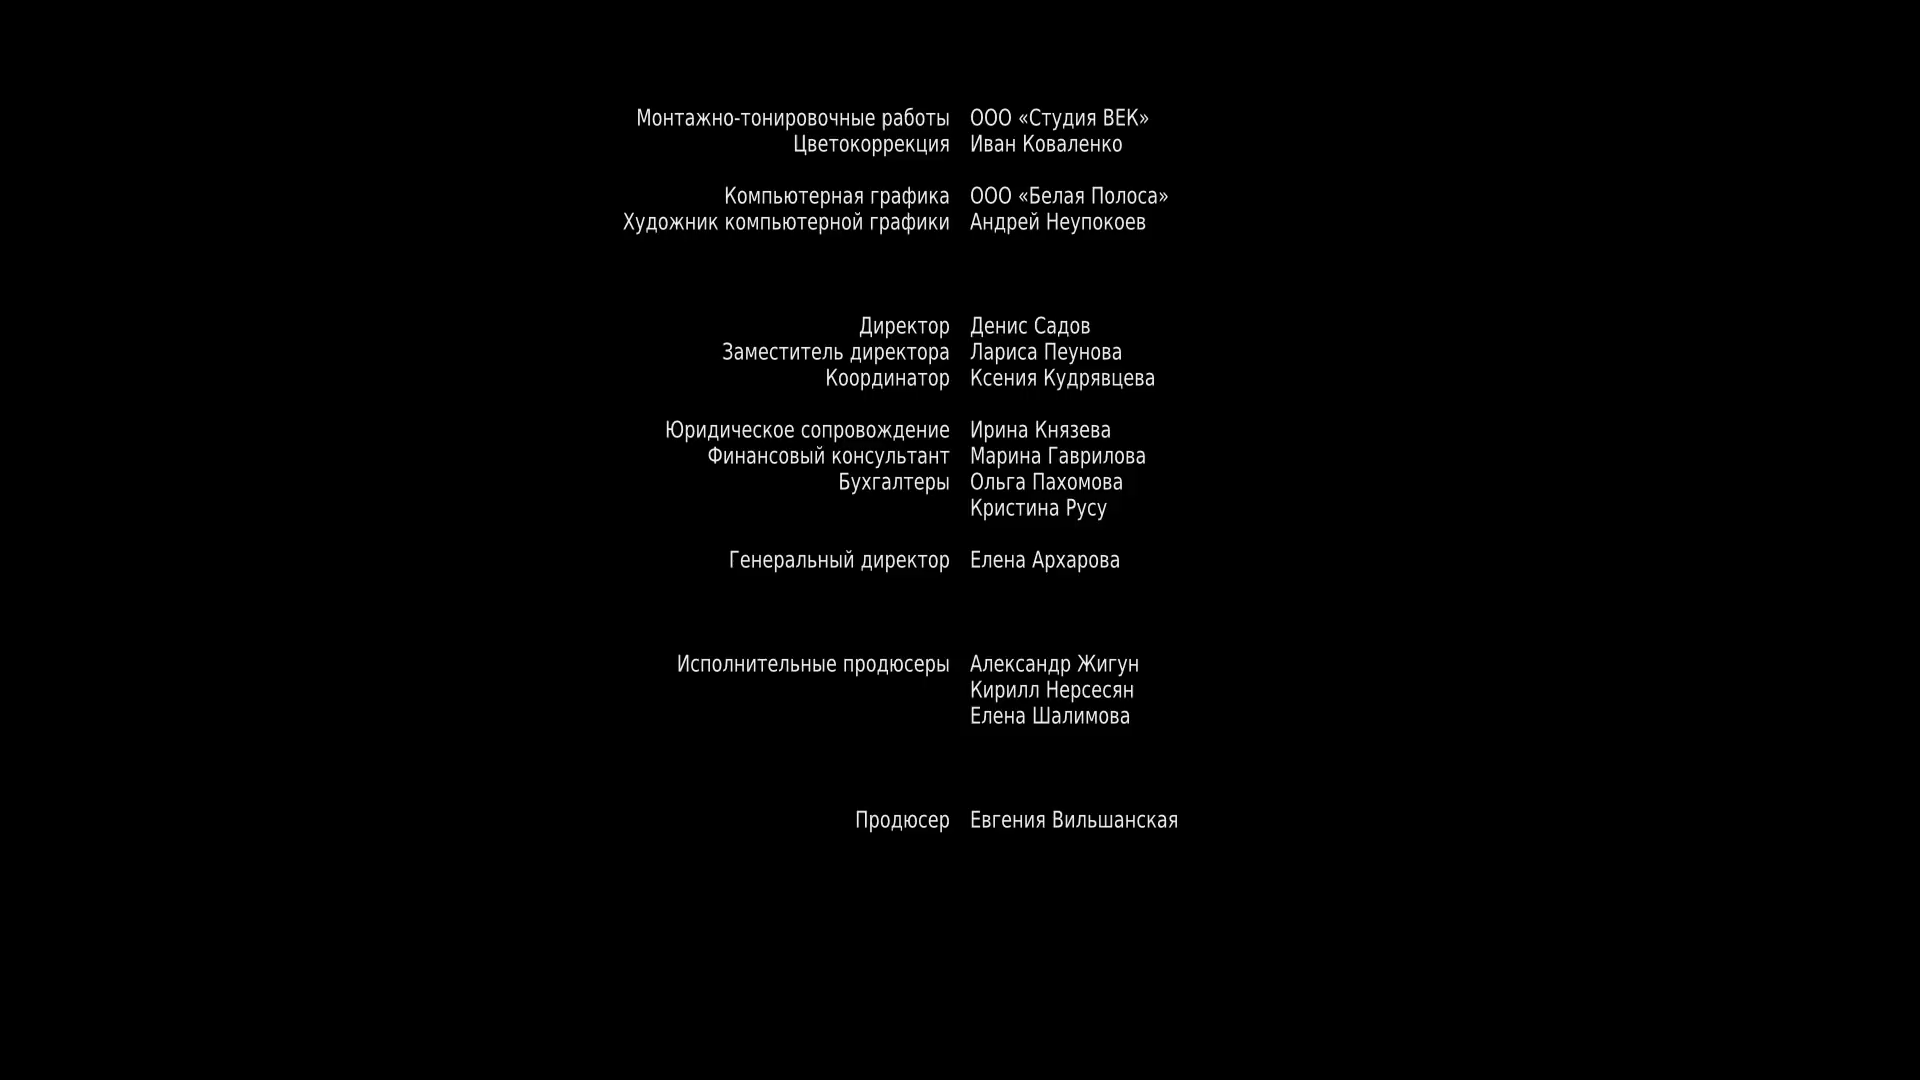 Монтажно-тонировочные работы ООО «Студия ВЕК»
Цветокоррекция Иван Коваленко
Компьютерная графика ООО «Белая Полоса»
Художник компьютерной графики Андрей Неупокоев
Директор Денис Садов
Заместитель директора Лариса Пеунова
Координатор Ксения Кудрявцева
Юридическое сопровождение Ирина Князева
Финансовый консультант Марина Гаврилова
Бухгалтеры Ольга Пахомова
Кристина Русу
Генеральный директор Елена Архарова
Исполнительные продюсеры Александр Жигун
Кирилл Нерсесян
Елена Шалимова
Продюсер Евгения Вильшанская